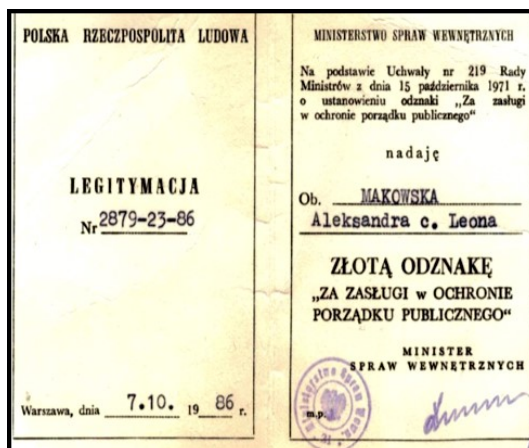 POLSKA RZECZPOSPOLITA LUDOWA
LEGITYMACJA
Nr 2879-23-86
Warszawa, dnia 7.10. 1986 r.
MINISTERSTWO SPRAW WEWNĘTRZNYCH
Na podstawie Uchwały nr 219 Rady
Ministrów z dnia 15 października 1971 r.
o ustanowieniu odznaki „Za zasługi
w ochronie porządku publicznego“
nadaję
Ob. MAKOWSKA
Aleksandra c. Leona
ZŁOTĄ ODZNAKĘ
„ZA ZASŁUGI w OCHRONIE
PORZĄDKU PUBLICZNEGO“
MINISTER
SPRAW WEWNĘTRZNYCH
m.p.